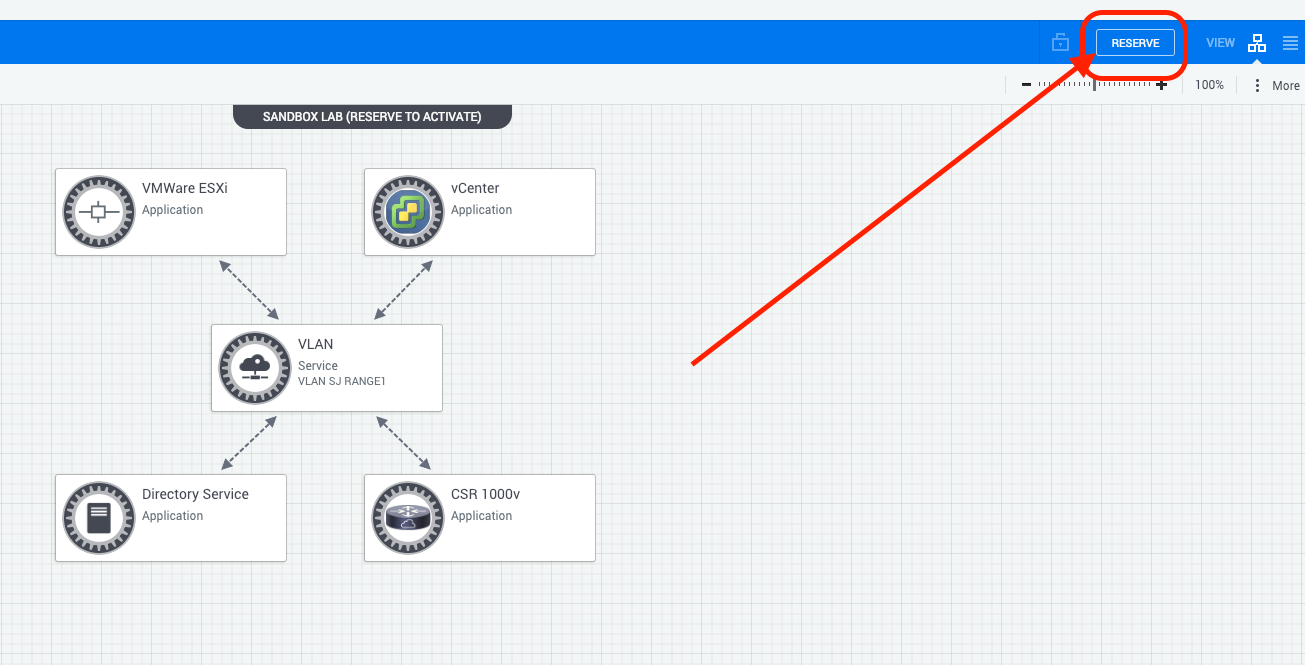 RESERVE
VIEW
100%
More
SANDBOX LAB (RESERVE TO ACTIVATE)
VMWare ESXi
Application
vCenter
Application
VLAN
Service
VLAN SJ RANGE1
Directory Service
Application
CSR 1000v
Application